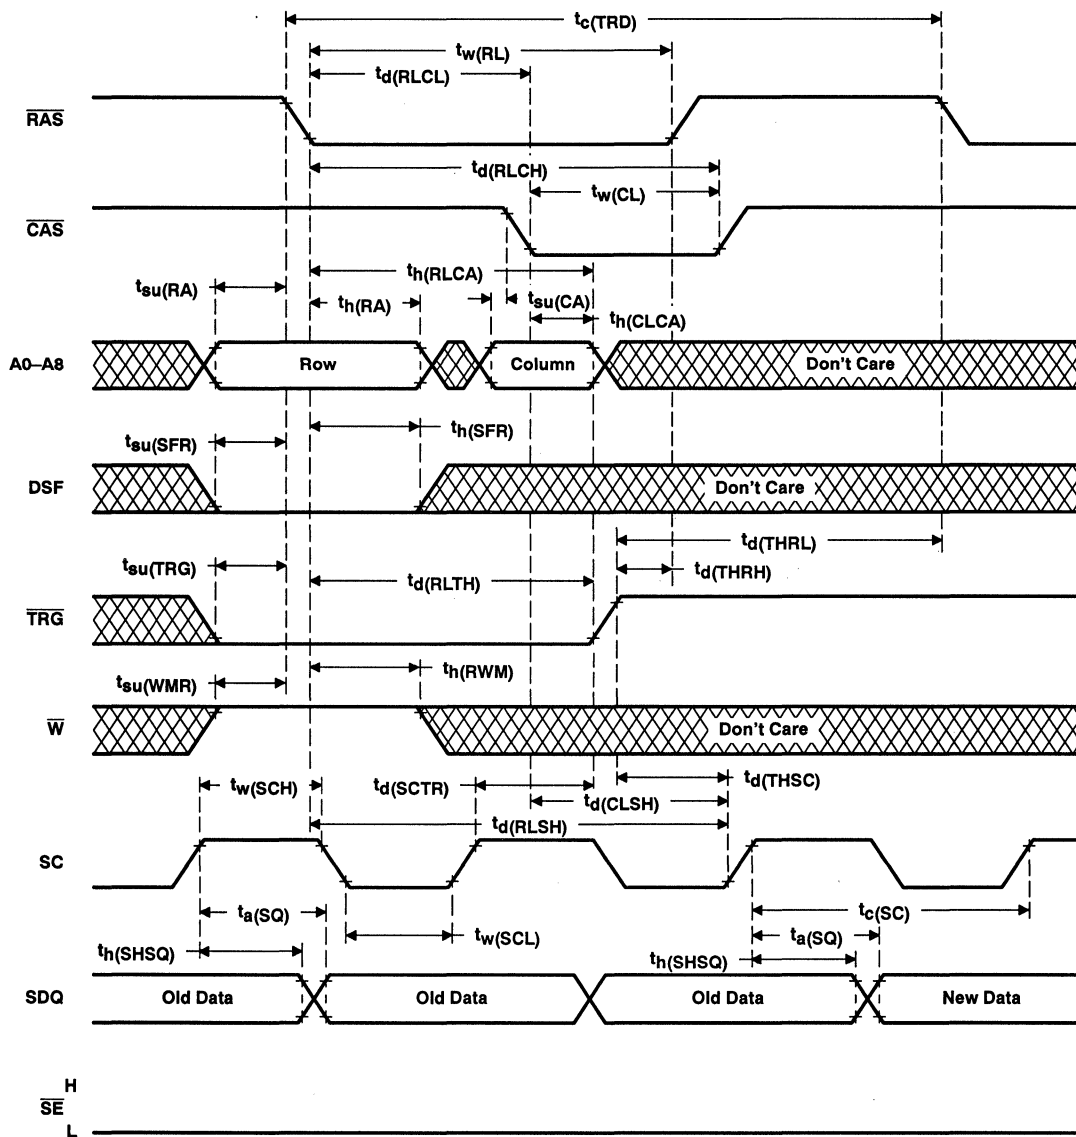 tc(TRD)
tw(RL)
td(RLCL)
RAS
td(RLCH)
tw(CL)
CAS
th(RLCA)
tsu(RA)
th(RA)
tsu(CA)
th(CLCA)
A0–A8
Row
Column
Don't Care
tsu(SFR)
th(SFR)
DSF
Don't Care
td(THRL)
tsu(TRG)
td(RLTH)
td(THRH)
TRG
th(RWM)
tsu(WMR)
W
Don't Care
tw(SCH)
td(SCTR)
td(THSC)
td(CLSH)
td(RLSH)
SC
ta(SQ)
tc(SC)
tw(SCL)
ta(SQ)
th(SHSQ)
th(SHSQ)
SDQ
Old Data
Old Data
Old Data
New Data
H
SE
L